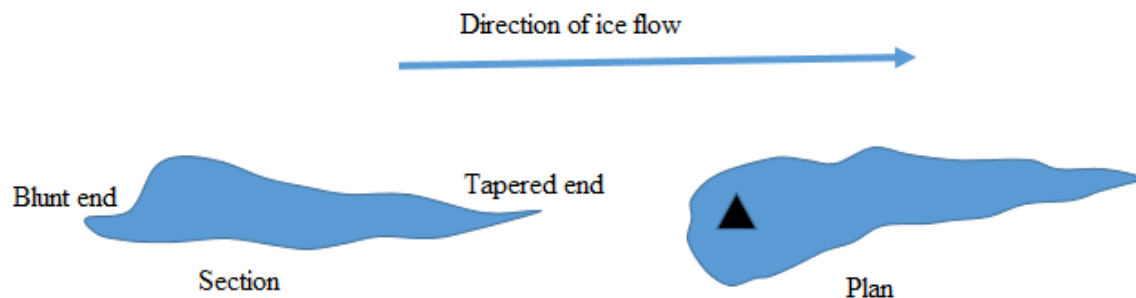 Direction of ice flow
Blunt end
Tapered end
Section
Plan